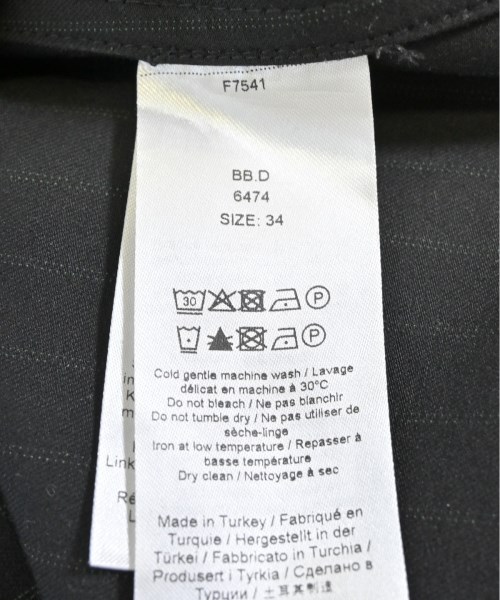 F7541
BB.D
6474
SIZE: 34
30 P
P
Cold gentle machine wash / Lavage
délicat en machine à 30°C
Do not bleach / Ne pas blanchir
Do not tumble dry / Ne pas utiliser de
sèche-linge
Iron at low temperature / Repasser à
basse température
Dry clean / Nettoyage à sec
Made in Turkey / Fabriqué en
Turquie / Hergestellt in der
Türkei / Fabbricato in Turchia /
Produsert i Tyrkia / Сделано в
Турции / 土耳其制造
Link
Ré